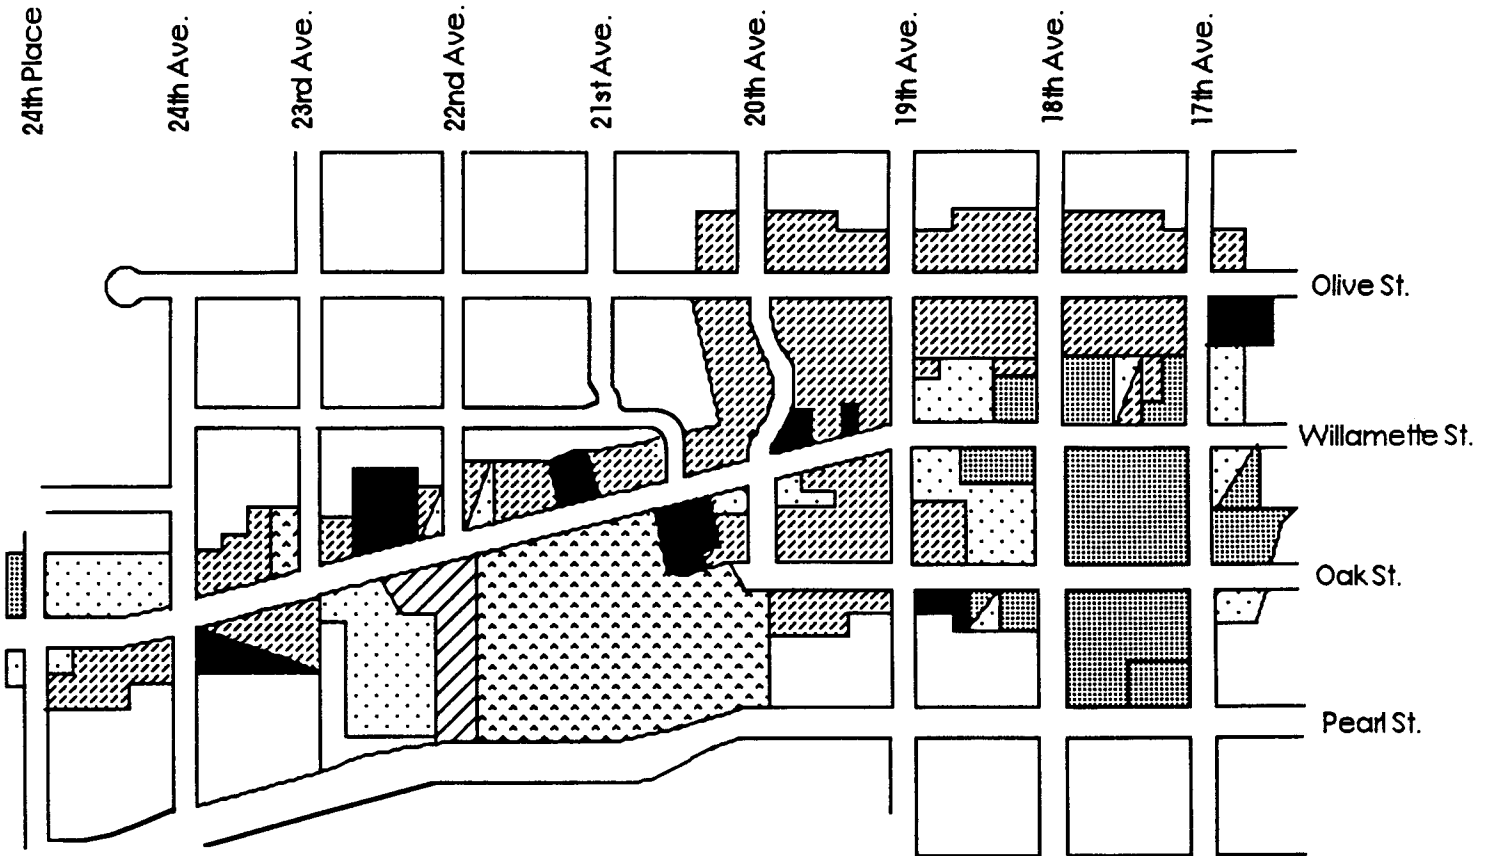 24th Place
24th Ave.
23rd Ave.
22nd Ave.
21st Ave.
20th Ave.
19th Ave.
18th Ave.
17th Ave.
Olive St.
Willamette St.
Oak St.
Pearl St.